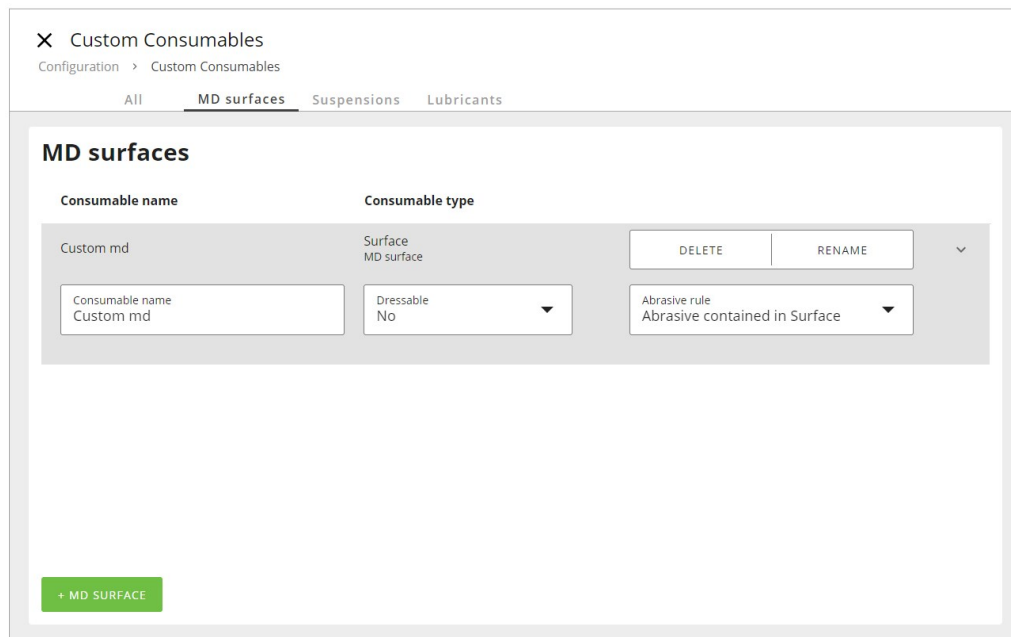 Custom Consumables
Configuration > Custom Consumables
All MD surfaces Suspensions Lubricants
MD surfaces
Consumable name Consumable type
Custom md Surface DELETE RENAME
MD surface
Consumable name Dressable Abrasive rule
Custom md No Abrasive contained in Surface
+ MD SURFACE